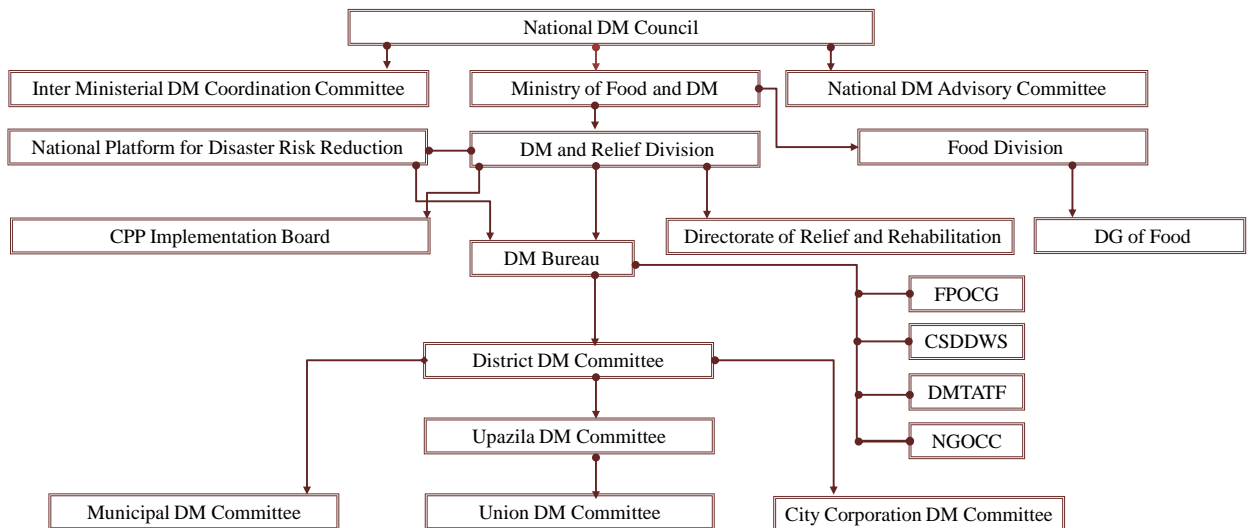 National DM Council
Inter Ministerial DM Coordination Committee
Ministry of Food and DM
National DM Advisory Committee
National Platform for Disaster Risk Reduction
DM and Relief Division
Food Division
CPP Implementation Board
Directorate of Relief and Rehabilitation
DG of Food
DM Bureau
FPOCG
CSDDWS
District DM Committee
DMTATF
Upazila DM Committee
NGOCC
Municipal DM Committee
Union DM Committee
City Corporation DM Committee